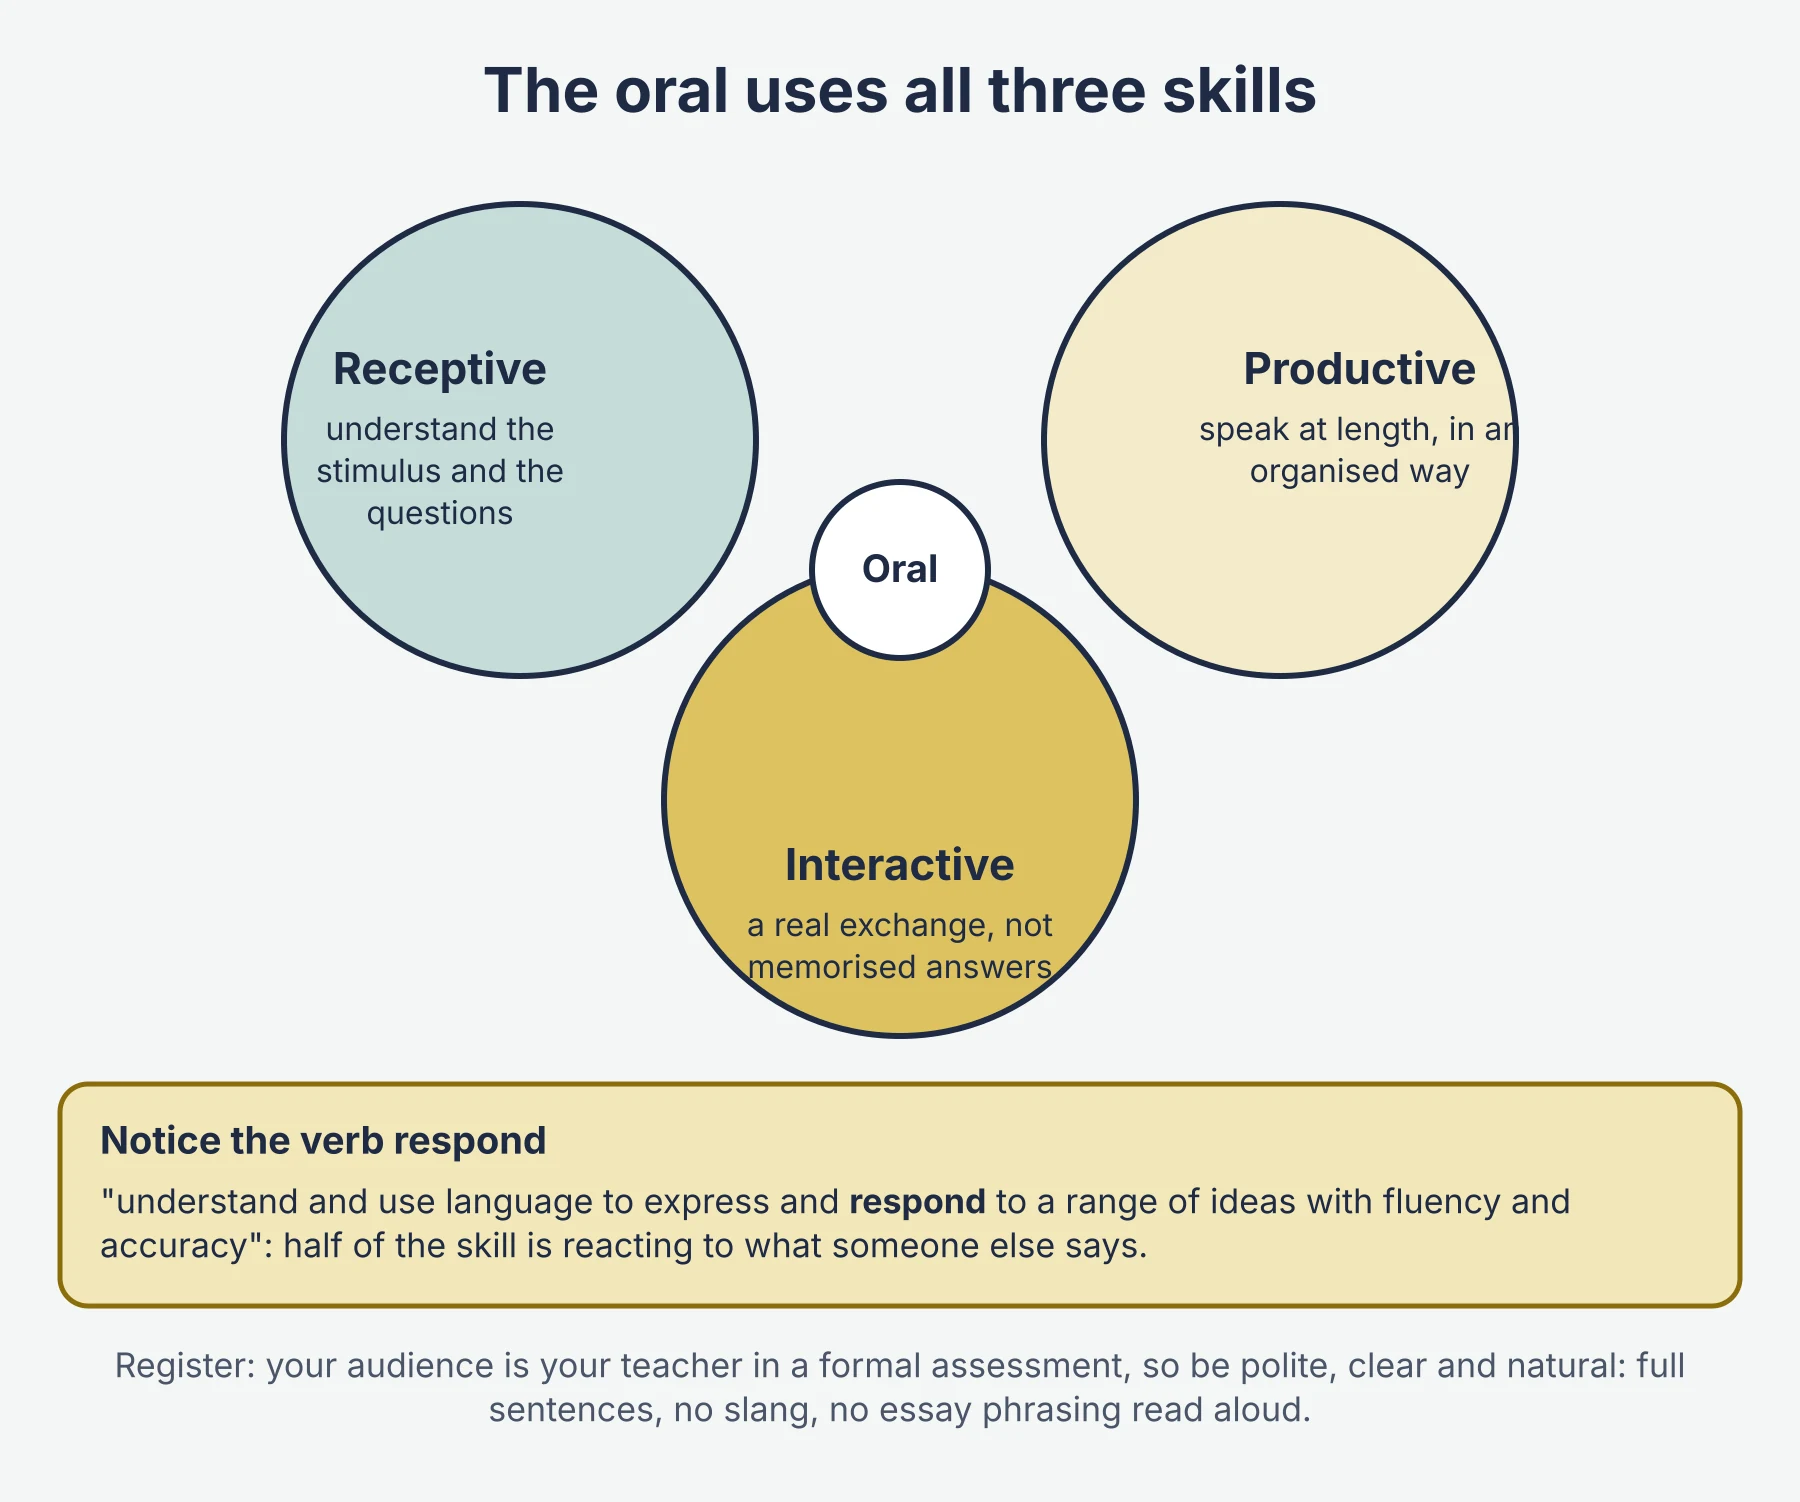 The oral uses all three skills
Receptive
understand the
stimulus and the
questions
Productive
speak at length, in an
organised way
Oral
Interactive
a real exchange, not
memorised answers
Notice the verb respond
"understand and use language to express and respond to a range of ideas with fluency and
accuracy": half of the skill is reacting to what someone else says.
Register: your audience is your teacher in a formal assessment, so be polite, clear and natural: full
sentences, no slang, no essay phrasing read aloud.